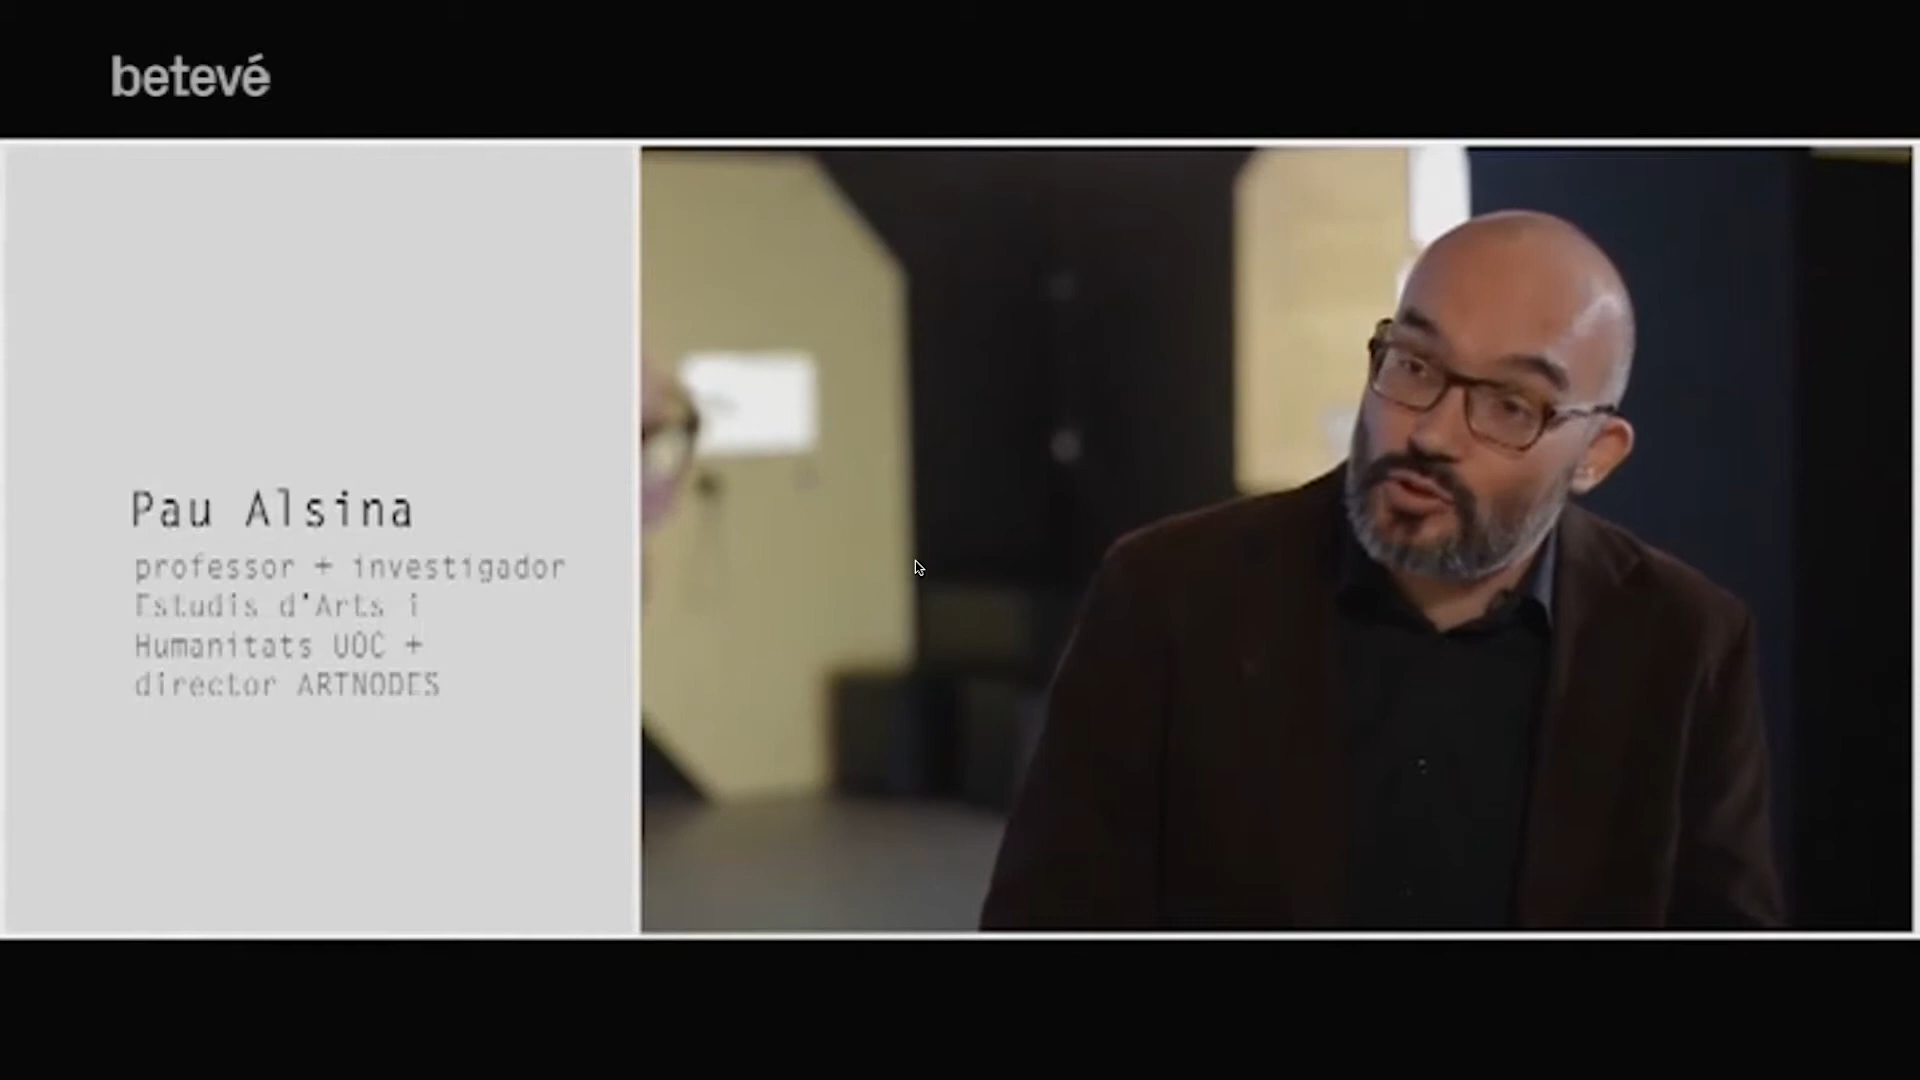 betevé
Pau Alsina
professor + investigador
Estudis d'Arts i
Humanitats UOC +
director ARTNODES